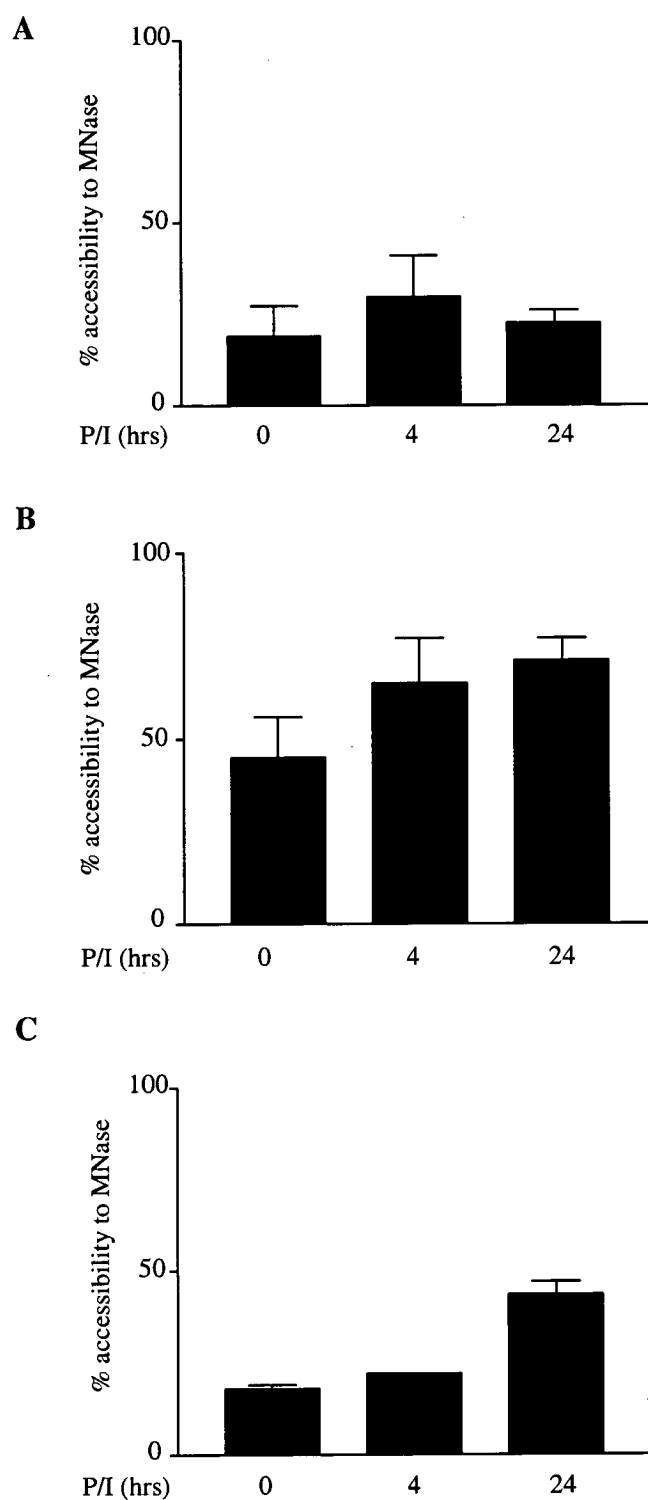 A
100
% accessibility to MNase
50
0
P/I (hrs) 0 4 24
B
100
% accessibility to MNase
50
0
P/I (hrs) 0 4 24
C
100
% accessibility to MNase
50
0
P/I (hrs) 0 4 24